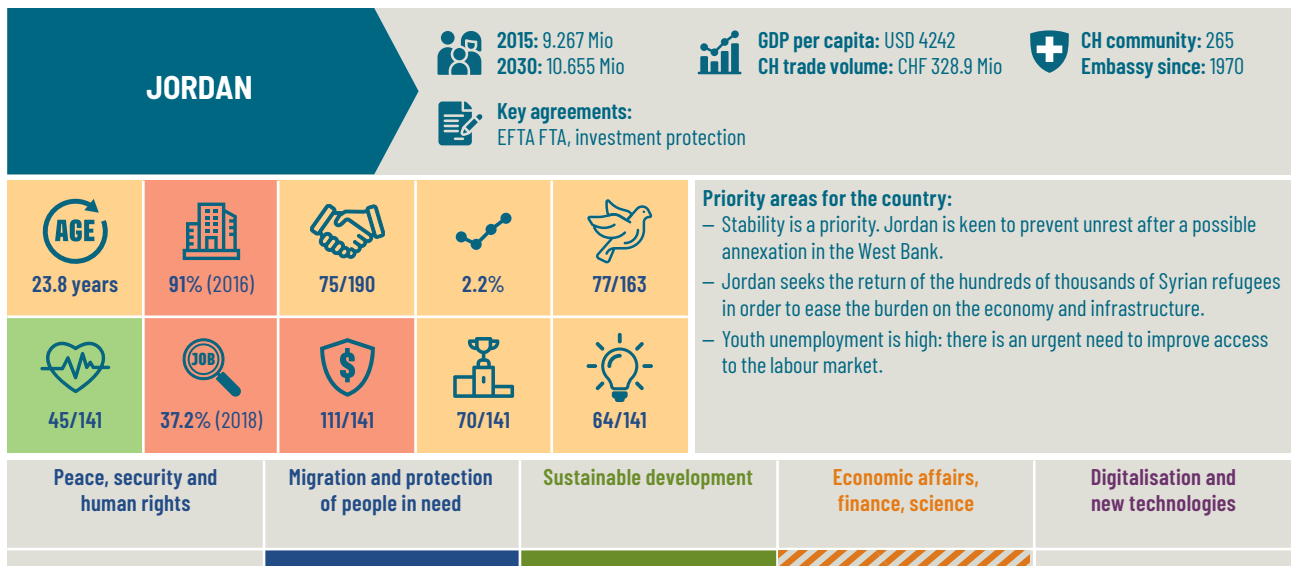 JORDAN
2015: 9.267 Mio
2030: 10.655 Mio
GDP per capita: USD 4242
CH trade volume: CHF 328.9 Mio
CH community: 265
Embassy since: 1970
Key agreements:
EFTA FTA, investment protection
AGE
23.8 years
91% (2016)
75/190
2.2%
77/163
45/141
JOB
37.2% (2018)
$
111/141
70/141
64/141
Priority areas for the country:
– Stability is a priority. Jordan is keen to prevent unrest after a possible
annexation in the West Bank.
– Jordan seeks the return of the hundreds of thousands of Syrian refugees
in order to ease the burden on the economy and infrastructure.
– Youth unemployment is high: there is an urgent need to improve access
to the labour market.
Peace, security and
human rights
Migration and protection
of people in need
Sustainable development
Economic affairs,
finance, science
Digitalisation and
new technologies